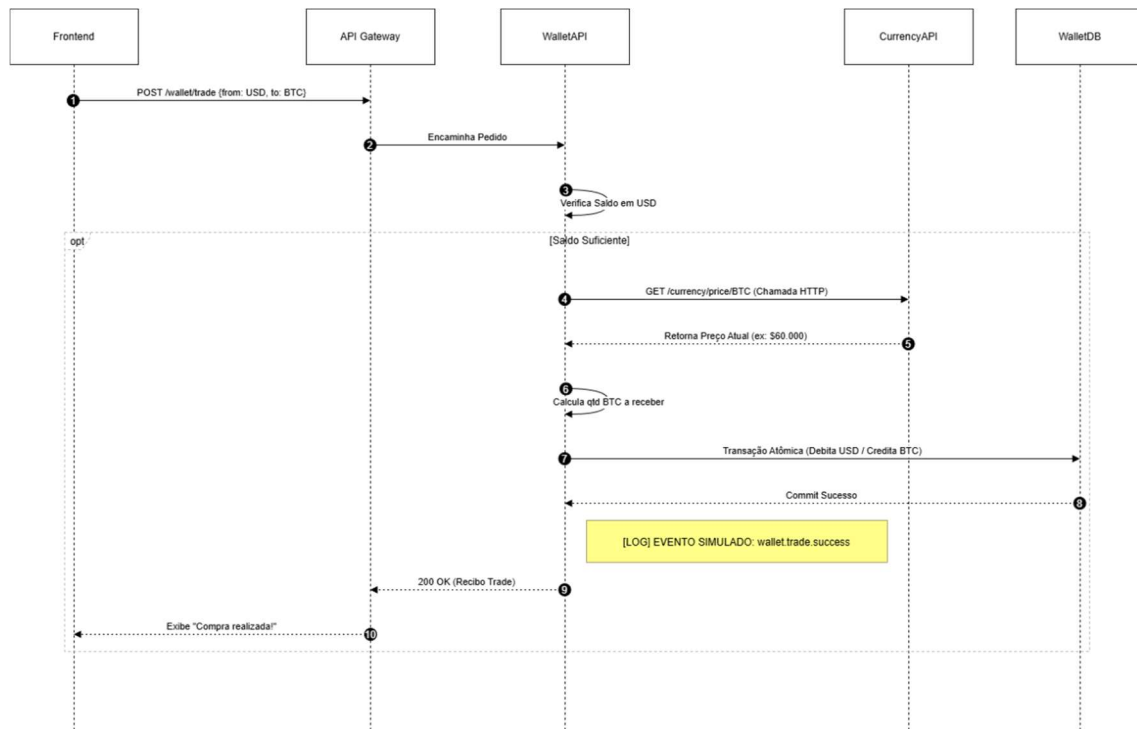 Frontend
API Gateway
WalletAPI
CurrencyAPI
WalletDB
1
POST /wallet/trade {from: USD, to: BTC}
2
Encaminha Pedido
3
Verifica Saldo em USD
opt
[Saldo Suficiente]
4
GET /currency/price/BTC (Chamada HTTP)
Retorna Preço Atual (ex: $60.000)
5
6
Calcula qtd BTC a receber
7
Transação Atômica (Debita USD / Credita BTC)
Commit Sucesso
8
[LOG] EVENTO SIMULADO: wallet.trade.success
200 OK (Recibo Trade)
9
Exibe "Compra realizada!"
10